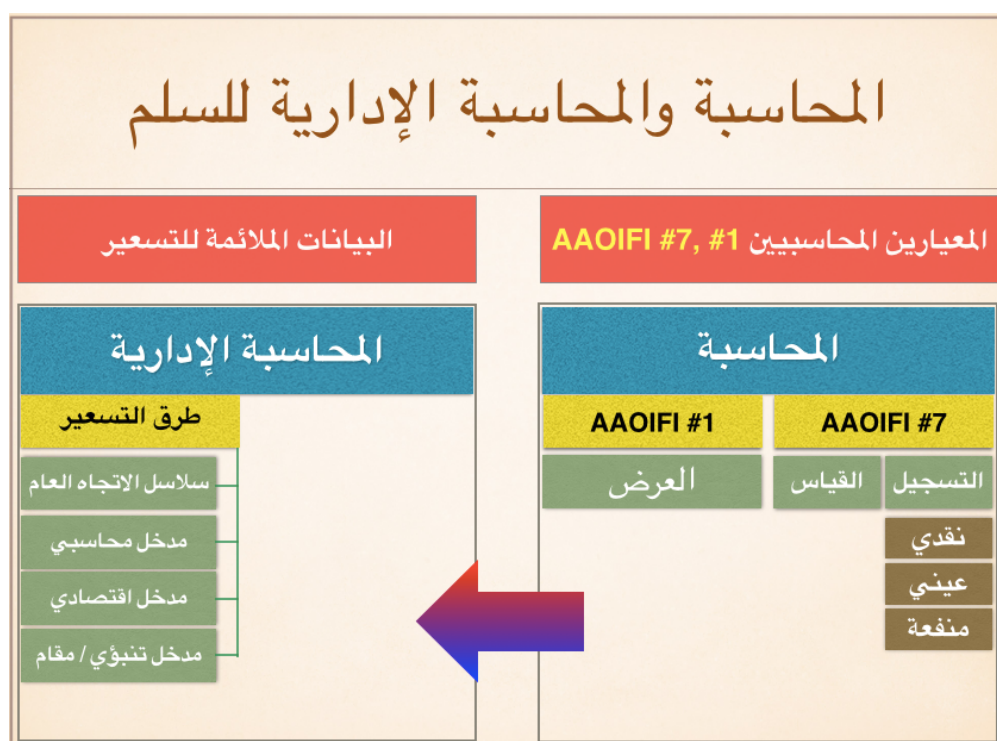 المحاسبة والمحاسبة الإدارية للسلم
المعيارين المحاسبيين AAOIFI #7, #1
المحاسبة
AAOIFI #7
AAOIFI #1
التسجيل
القياس
العرض
نقدي
عيني
منفعة
البيانات الملائمة للتسعير
المحاسبة الإدارية
طرق التسعير
سلاسل الاتجاه العام
مدخل محاسبي
مدخل اقتصادي
مدخل تنبؤي / مقام